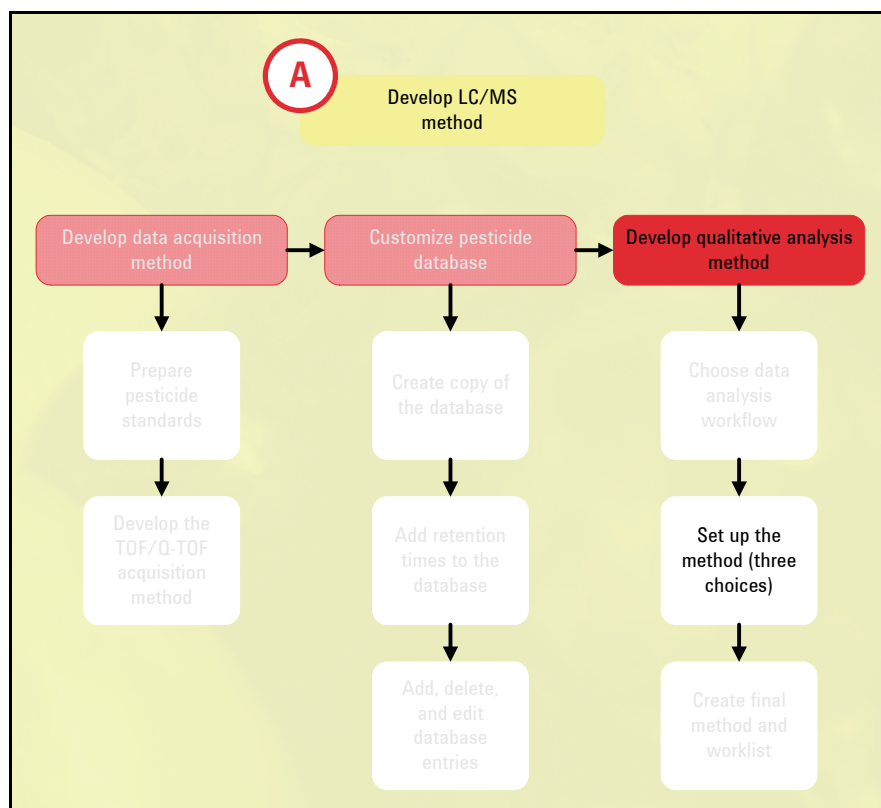 A
Develop LC/MS
method
Develop data acquisition
method
Customize pesticide
database
Develop qualitative analysis
method
Prepare
pesticide
standards
Create copy of
the database
Choose data
analysis
workflow
Develop the
TOF/Q-TOF
acquisition
method
Add retention
times to the
database
Set up the
method (three
choices)
Add, delete,
and edit
database
entries
Create final
method and
worklist